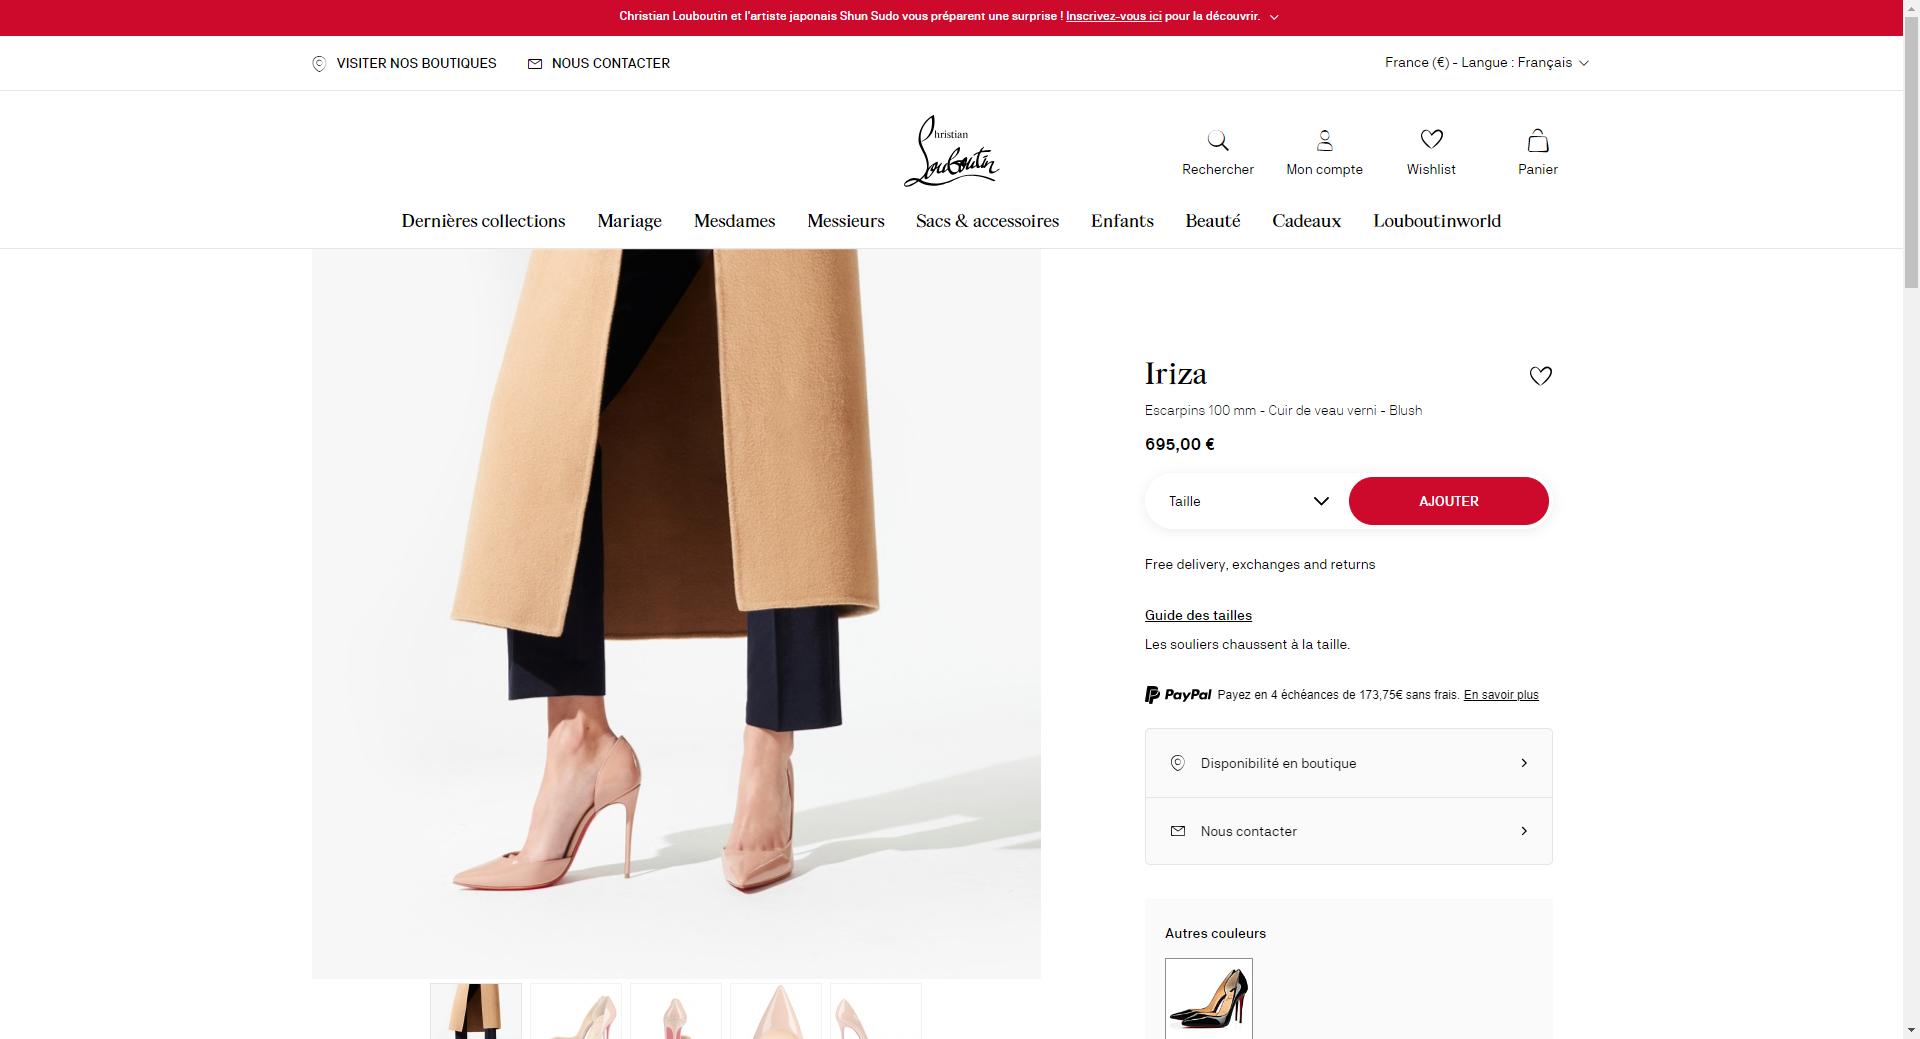 Christian Louboutin et l'artiste japonais Shun Sudo vous préparent une surprise ! Inscrivez-vous ici pour la découvrir.
VISITER NOS BOUTIQUES
NOUS CONTACTER
France (€) - Langue : Français
Christian
Louboutin
Rechercher
Mon compte
Wishlist
Panier
Dernières collections
Mariage
Mesdames
Messieurs
Sacs & accessoires
Enfants
Beauté
Cadeaux
Louboutinworld
Iriza
Escarpins 100 mm - Cuir de veau verni - Blush
695,00 €
Taille
AJOUTER
Free delivery, exchanges and returns
Guide des tailles
Les souliers chaussent à la taille.
PayPal Payez en 4 échéances de 173,75€ sans frais. En savoir plus
Disponibilité en boutique
Nous contacter
Autres couleurs